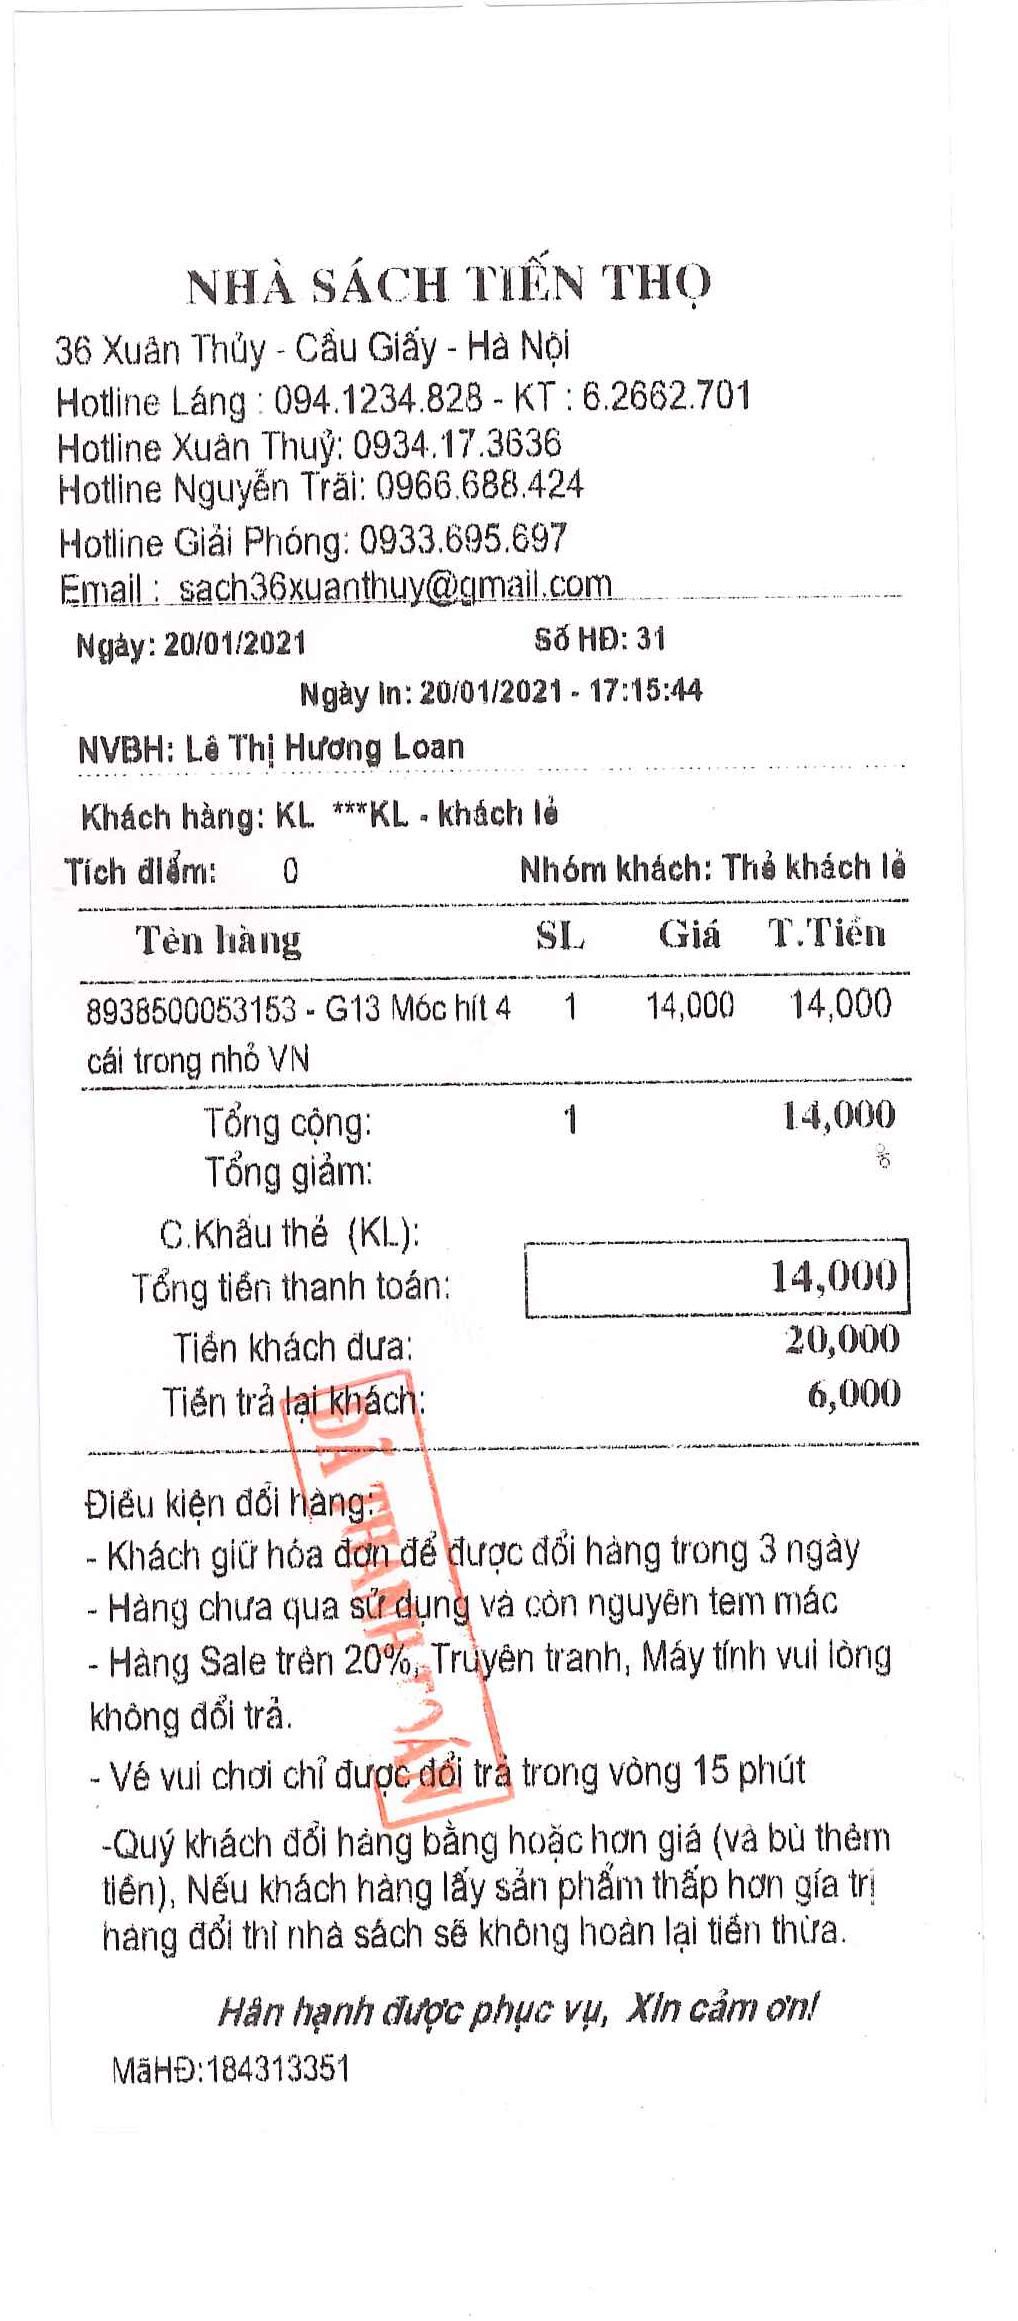 NHÀ SÁCH TIẾN THỌ
36 Xuân Thủy - Cầu Giấy - Hà Nội
Hotline Láng : 094.1234.828 - KT : 6.2662.701
Hotline Xuân Thuỷ: 0934.17.3636
Hotline Nguyễn Trãi: 0966.688.424
Hotline Giải Phóng: 0933.695.697
Email : sach36xuanthuy@gmail.com
Ngày: 20/01/2021 Số HĐ: 31
Ngày in: 20/01/2021 - 17:15:44
NVBH: Lê Thị Hương Loan
Khách hàng: KL ***KL - khách lẻ
Tích điểm: 0 Nhóm khách: Thẻ khách lẻ
Tên hàng SL Giá T.Tiền
8938500053153 - G13 Móc hít 4 1 14,000 14,000
cái trong nhỏ VN
Tổng cộng: 1 14,000
Tổng giảm:
C.Khấu thẻ (KL):
Tổng tiền thanh toán: 14,000
Tiền khách đưa: 20,000
Tiền trả lại khách: 6,000
ĐÃ THANH TOÁN
Điều kiện đổi hàng:
- Khách giữ hóa đơn để được đổi hàng trong 3 ngày
- Hàng chưa qua sử dụng và còn nguyên tem mác
- Hàng Sale trên 20%, Truyện tranh, Máy tính vui lòng
không đổi trả.
- Vé vui chơi chỉ được đổi trả trong vòng 15 phút
-Quý khách đổi hàng bằng hoặc hơn giá (và bù thêm
tiền), Nếu khách hàng lấy sản phẩm thấp hơn gía trị
hàng đổi thì nhà sách sẽ không hoàn lại tiền thừa.
Hân hạnh được phục vụ, Xin cảm ơn!
MãHĐ:184313351